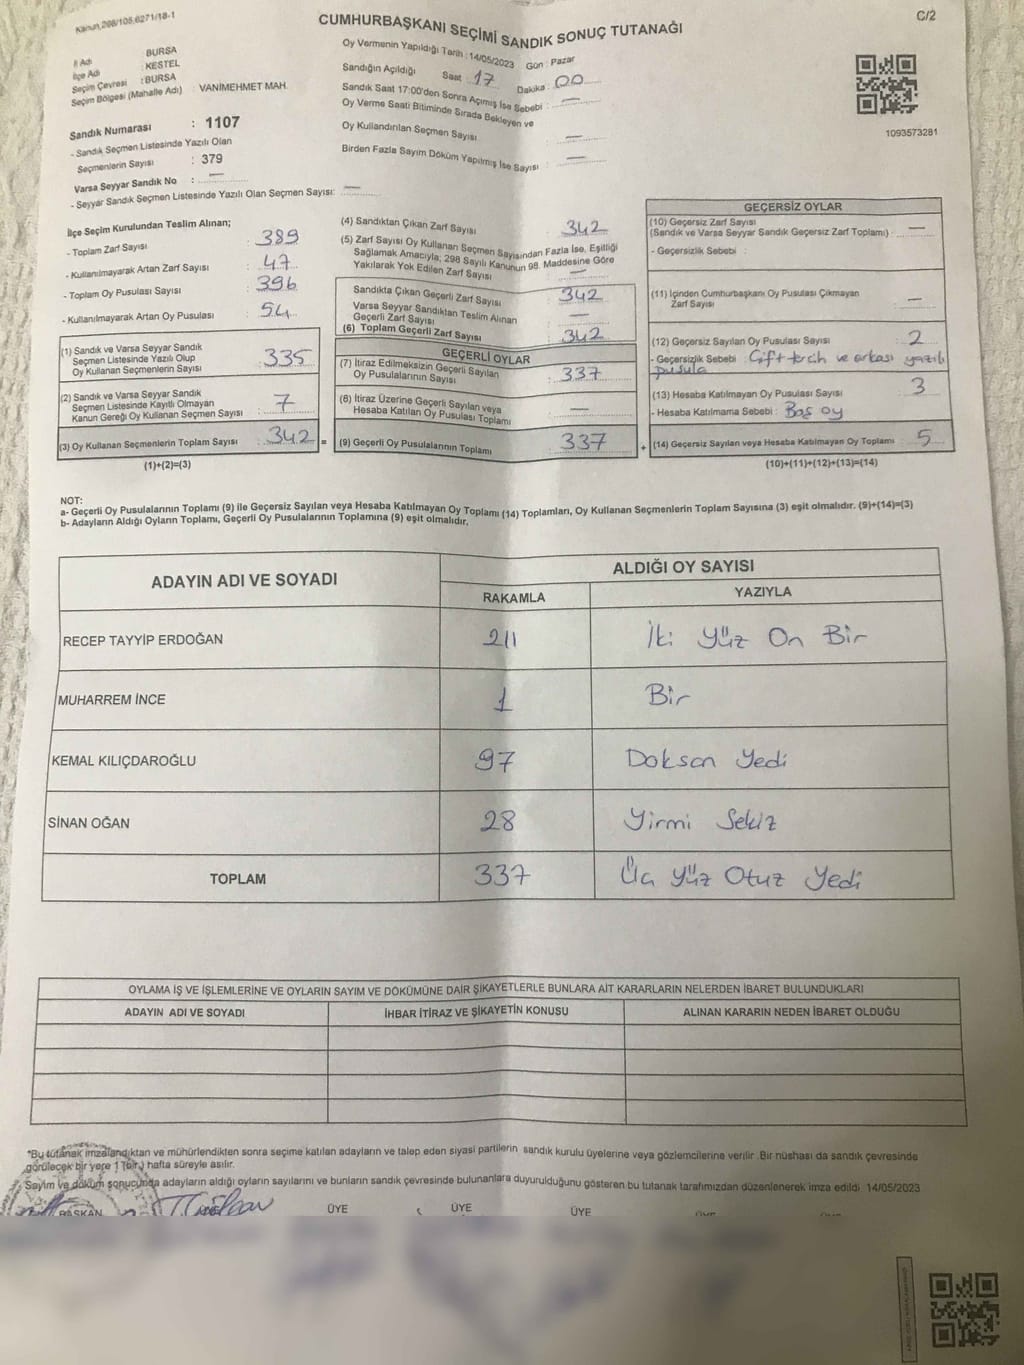 Kanun,298/105,6271/18-1
C/2
CUMHURBAŞKANI SEÇİMİ SANDIK SONUÇ TUTANAĞI
İl Adı : BURSA
İlçe Adı : KESTEL
Seçim Çevresi : BURSA
Seçim Bölgesi (Mahalle Adı) VANİMEHMET MAH.
Sandık Numarası : 1107
- Sandık Seçmen Listesinde Yazılı Olan
Seçmenlerin Sayısı : 379
Varsa Seyyar Sandık No : —
- Seyyar Sandık Seçmen Listesinde Yazılı Olan Seçmen Sayısı: —
Oy Vermenin Yapıldığı Tarih : 14/05/2023 Gün : Pazar
Sandığın Açıldığı Saat 17 Dakika : 00
Sandık Saat 17:00'den Sonra Açılmış İse Sebebi : —
Oy Verme Saati Bitiminde Sırada Bekleyen ve
Oy Kullandırılan Seçmen Sayısı : —
Birden Fazla Sayım Döküm Yapılmış İse Sayısı : —
1093573281
İlçe Seçim Kurulundan Teslim Alınan;
- Toplam Zarf Sayısı : 389
- Kullanılmayarak Artan Zarf Sayısı : 47
- Toplam Oy Pusulası Sayısı : 396
- Kullanılmayarak Artan Oy Pusulası : 54
(1) Sandık ve Varsa Seyyar Sandık
Seçmen Listesinde Yazılı Olup
Oy Kullanan Seçmenlerin Sayısı : 335
(2) Sandık ve Varsa Seyyar Sandık
Seçmen Listesinde Kayıtlı Olmayan
Kanun Gereği Oy Kullanan Seçmen Sayısı : 7
(3) Oy Kullanan Seçmenlerin Toplam Sayısı : 342 =
(1)+(2)=(3)
(4) Sandıktan Çıkan Zarf Sayısı : 342
(5) Zarf Sayısı Oy Kullanan Seçmen Sayısından Fazla İse, Eşitliği
Sağlamak Amacıyla; 298 Sayılı Kanunun 98. Maddesine Göre
Yakılarak Yok Edilen Zarf Sayısı : —
Sandıkta Çıkan Geçerli Zarf Sayısı : 342
Varsa Seyyar Sandıktan Teslim Alınan
Geçerli Zarf Sayısı : —
(6) Toplam Geçerli Zarf Sayısı : 342
GEÇERLİ OYLAR
(7) İtiraz Edilmeksizin Geçerli Sayılan
Oy Pusulalarının Sayısı : 337
(8) İtiraz Üzerine Geçerli Sayılan veya
Hesaba Katılan Oy Pusulası Toplamı : —
(9) Geçerli Oy Pusulalarının Toplamı : 337 +
GEÇERSİZ OYLAR
(10) Geçersiz Zarf Sayısı
(Sandık ve Varsa Seyyar Sandık Geçersiz Zarf Toplamı) : —
- Geçersizlik Sebebi :
(11) İçinden Cumhurbaşkanı Oy Pusulası Çıkmayan
Zarf Sayısı : —
(12) Geçersiz Sayılan Oy Pusulası Sayısı : 2
- Geçersizlik Sebebi : Çift tercih ve arkası yazılı
pusula
(13) Hesaba Katılmayan Oy Pusulası Sayısı : 3
- Hesaba Katılmama Sebebi : Boş oy
(14) Geçersiz Sayılan veya Hesaba Katılmayan Oy Toplamı : 5
(10)+(11)+(12)+(13)=(14)
NOT:
a- Geçerli Oy Pusulalarının Toplamı (9) ile Geçersiz Sayılan veya Hesaba Katılmayan Oy Toplamı (14) Toplamları, Oy Kullanan Seçmenlerin Toplam Sayısına (3) eşit olmalıdır. (9)+(14)=(3)
b- Adayların Aldığı Oyların Toplamı, Geçerli Oy Pusulalarının Toplamına (9) eşit olmalıdır.
ADAYIN ADI VE SOYADI ALDIĞI OY SAYISI
RAKAMLA YAZIYLA
RECEP TAYYİP ERDOĞAN 211 İki Yüz On Bir
MUHARREM İNCE 1 Bir
KEMAL KILIÇDAROĞLU 97 Doksan Yedi
SİNAN OĞAN 28 Yirmi Sekiz
TOPLAM 337 Üç Yüz Otuz Yedi
OYLAMA İŞ VE İŞLEMLERİNE VE OYLARIN SAYIM VE DÖKÜMÜNE DAİR ŞİKAYETLERLE BUNLARA AİT KARARLARIN NELERDEN İBARET BULUNDUKLARI
ADAYIN ADI VE SOYADI İHBAR İTİRAZ VE ŞİKAYETİN KONUSU ALINAN KARARIN NEDEN İBARET OLDUĞU
*Bu tutanak imzalandıktan ve mühürlendikten sonra seçime katılan adayların ve talep eden siyasi partilerin sandık kurulu üyelerine veya gözlemcilerine verilir. Bir nüshası da sandık çevresinde
görülecek bir yere 1 (bir) hafta süreyle asılır.
Sayım ve döküm sonucunda adayların aldığı oyların sayılarını ve bunların sandık çevresinde bulunanlara duyurulduğunu gösteren bu tutanak tarafımızdan düzenlenerek imza edildi. 14/05/2023
BAŞKAN ÜYE ÜYE ÜYE